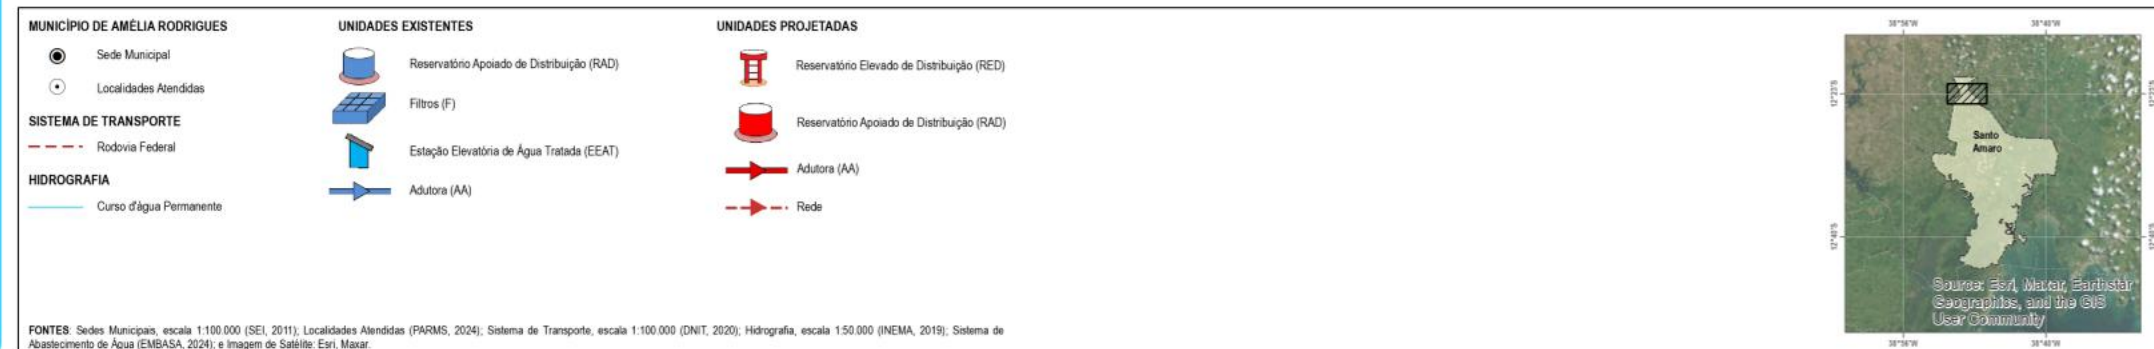 MUNICÍPIO DE AMÉLIA RODRIGUES
Sede Municipal
Localidades Atendidas
SISTEMA DE TRANSPORTE
Rodovia Federal
HIDROGRAFIA
Curso d'água Permanente
UNIDADES EXISTENTES
Reservatório Apoiado de Distribuição (RAD)
Filtros (F)
Estação Elevatória de Água Tratada (EEAT)
Adutora (AA)
UNIDADES PROJETADAS
Reservatório Elevado de Distribuição (RED)
Reservatório Apoiado de Distribuição (RAD)
Adutora (AA)
Rede
Santo
Amaro
Source: Esri, Maxar, Earthstar
Geographics, and the GIS
User Community
FONTES: Sedes Municipais, escala 1:100.000 (SEI, 2011); Localidades Atendidas (PARMS, 2024); Sistema de Transporte, escala 1:100.000 (DNIT, 2020); Hidrografia, escala 1:50.000 (INEMA, 2019); Sistema de
Abastecimento de Água (EMBASA, 2024); e Imagem de Satélite: Esri, Maxar.